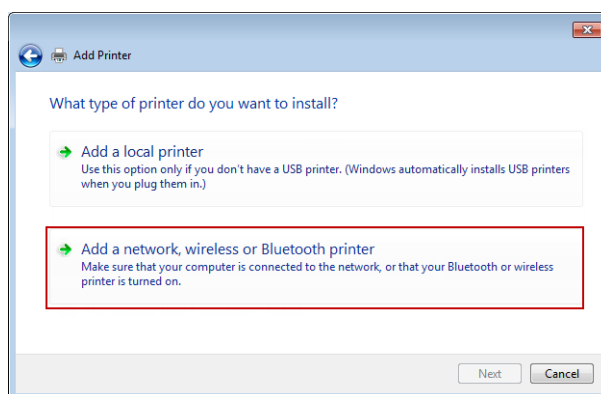 Add Printer
What type of printer do you want to install?
Add a local printer
Use this option only if you don't have a USB printer. (Windows automatically installs USB printers
when you plug them in.)
Add a network, wireless or Bluetooth printer
Make sure that your computer is connected to the network, or that your Bluetooth or wireless
printer is turned on.
Next
Cancel